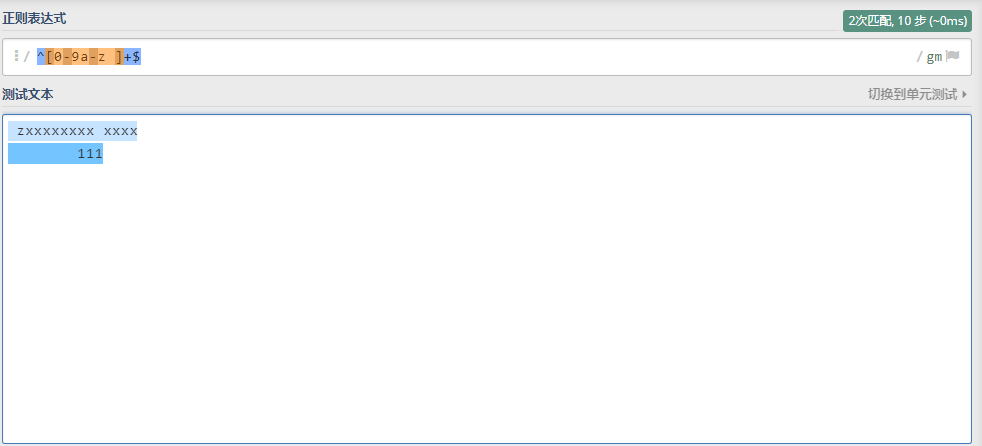 正则表达式
2次匹配, 10 步 (~0ms)
/ ^[0-9a-z ]+$ / gm
测试文本
切换到单元测试
 zxxxxxxxx xxxx
        111